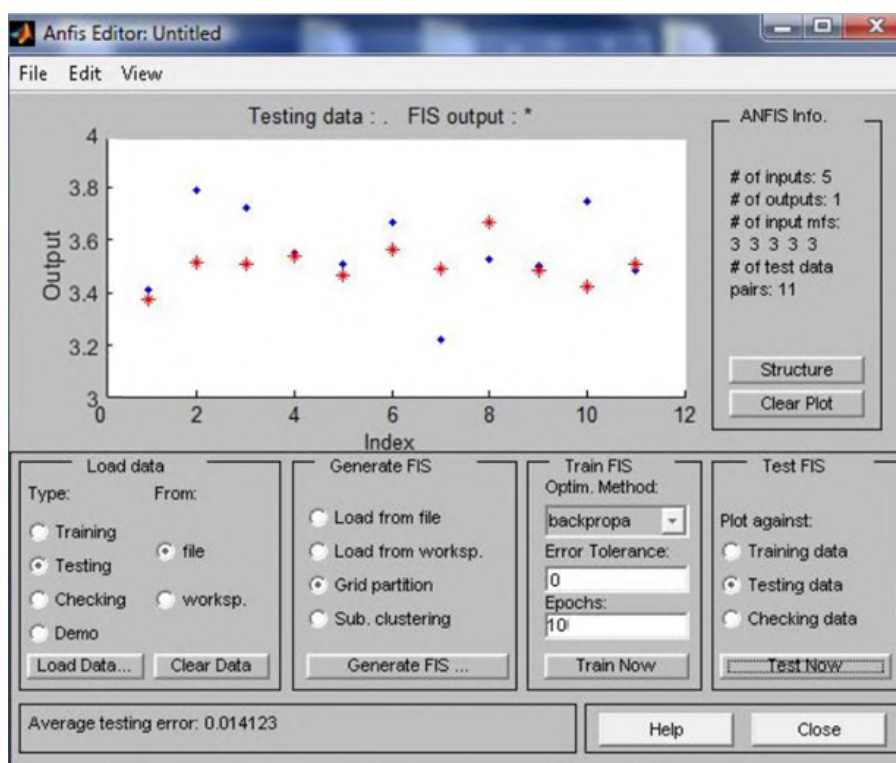 Anfis Editor: Untitled
File Edit View
Testing data : . FIS output : *
4
3.8
3.6
3.4
3.2
3
Output
0 2 4 6 8 10 12
Index
ANFIS Info.
# of inputs: 5
# of outputs: 1
# of input mfs:
3 3 3 3 3
# of test data
pairs: 11
Structure
Clear Plot
Load data
Type: From:
Training
Testing
Checking
Demo
file
worksp.
Load Data... Clear Data
Generate FIS
Load from file
Load from worksp.
Grid partition
Sub. clustering
Generate FIS ...
Train FIS
Optim. Method:
backpropa
Error Tolerance:
0
Epochs:
10
Train Now
Test FIS
Plot against:
Training data
Testing data
Checking data
Test Now
Average testing error: 0.014123
Help Close